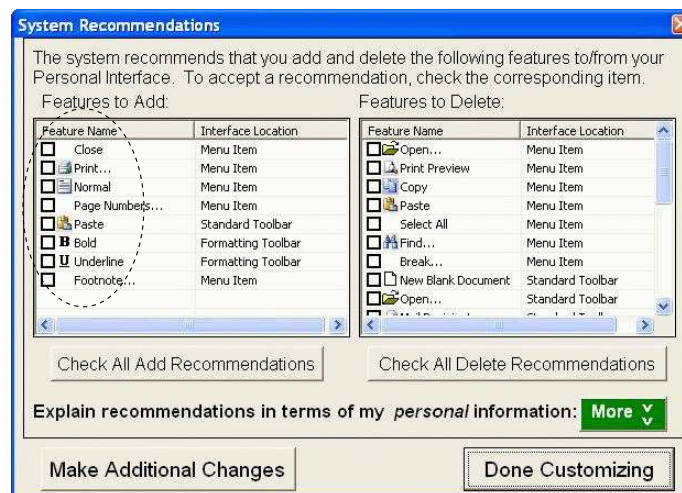 System Recommendations
The system recommends that you add and delete the following features to/from your
Personal Interface. To accept a recommendation, check the corresponding item.
Features to Add:
Feature Name Interface Location
Close Menu Item
Print... Menu Item
Normal Menu Item
Page Numbers... Menu Item
Paste Standard Toolbar
B Bold Formatting Toolbar
U Underline Formatting Toolbar
Footnote... Menu Item
Check All Add Recommendations
Features to Delete:
Feature Name Interface Location
Open... Menu Item
Print Preview Menu Item
Copy Menu Item
Paste Menu Item
Select All Menu Item
Find... Menu Item
Break... Menu Item
New Blank Document Standard Toolbar
Open... Standard Toolbar
Check All Delete Recommendations
Explain recommendations in terms of my personal information: More
Make Additional Changes
Done Customizing